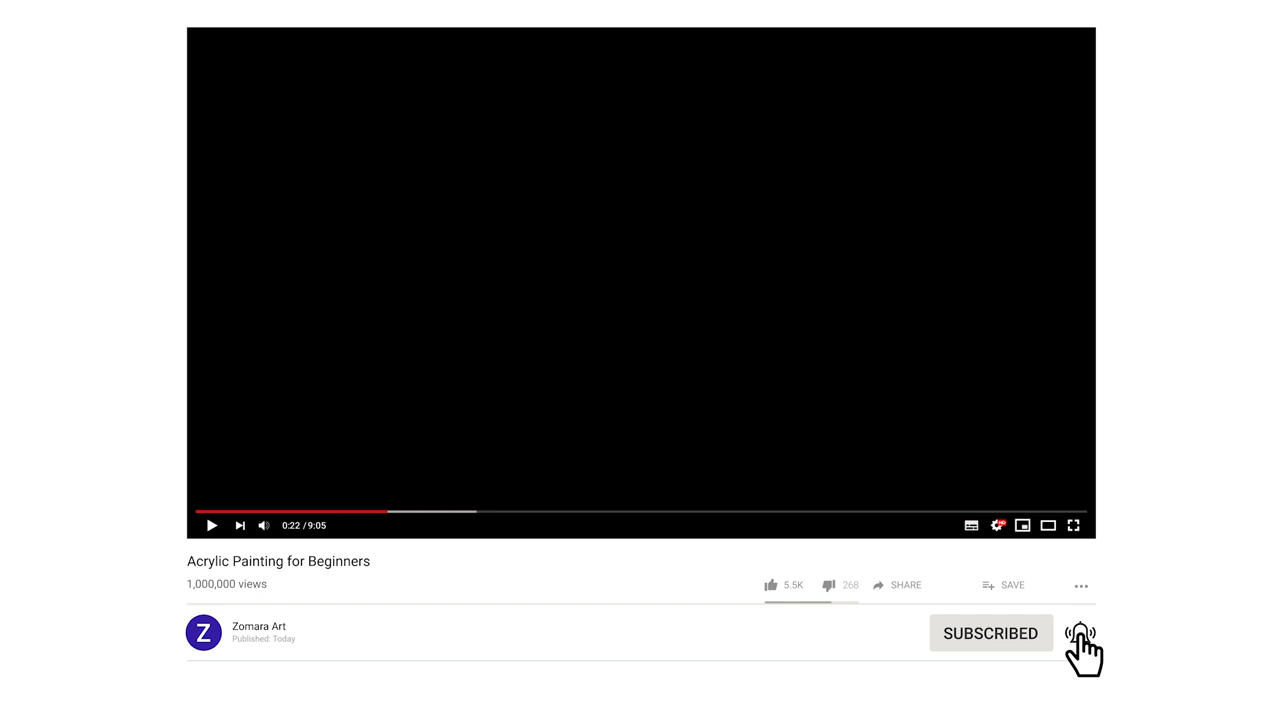 0:22 / 9:05
HD
Acrylic Painting for Beginners
1,000,000 views
5.5K 268 SHARE SAVE
Z
Zomara Art
Published: Today
SUBSCRIBED